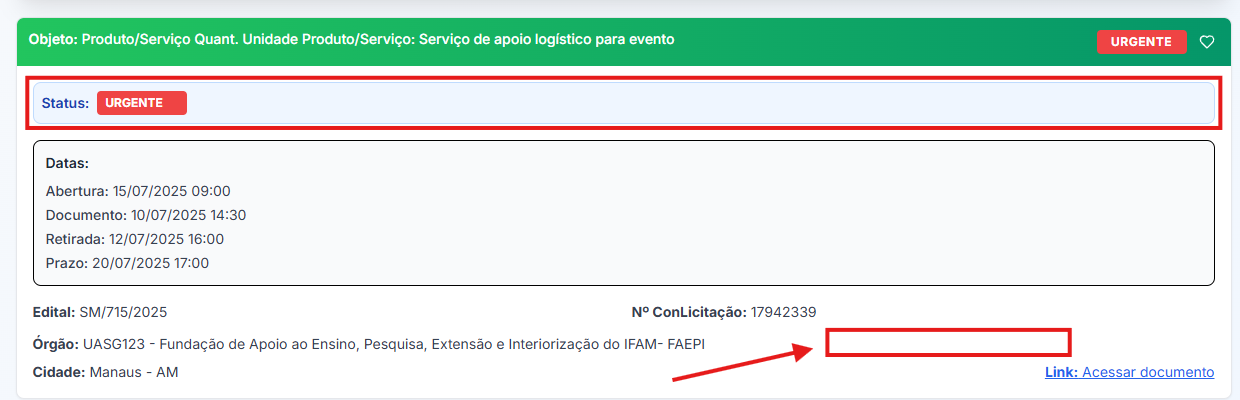 Objeto: Produto/Serviço Quant. Unidade Produto/Serviço: Serviço de apoio logístico para evento
URGENTE
Status: URGENTE
Datas:
Abertura: 15/07/2025 09:00
Documento: 10/07/2025 14:30
Retirada: 12/07/2025 16:00
Prazo: 20/07/2025 17:00
Edital: SM/715/2025
Nº ConLicitação: 17942339
Órgão: UASG123 - Fundação de Apoio ao Ensino, Pesquisa, Extensão e Interiorização do IFAM- FAEPI
Cidade: Manaus - AM
Link: Acessar documento